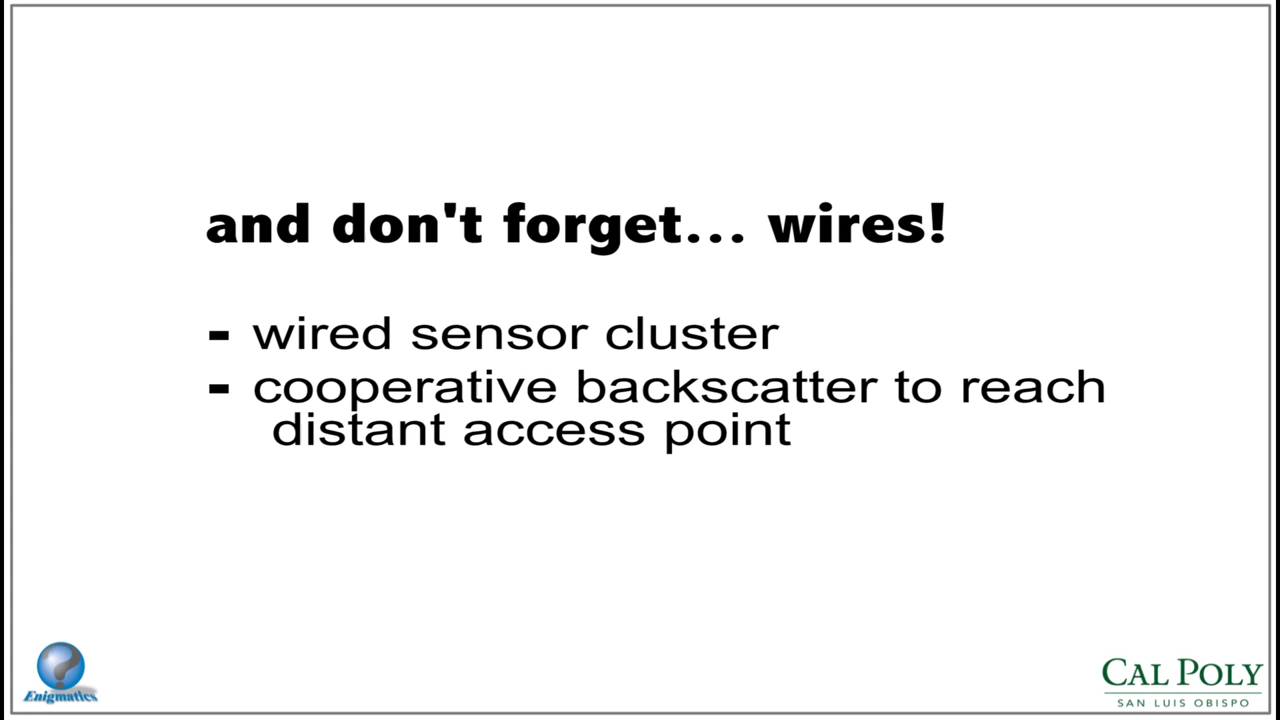 and don't forget... wires!
- wired sensor cluster
- cooperative backscatter to reach
distant access point
Enigmatics
CAL POLY
SAN LUIS OBISPO